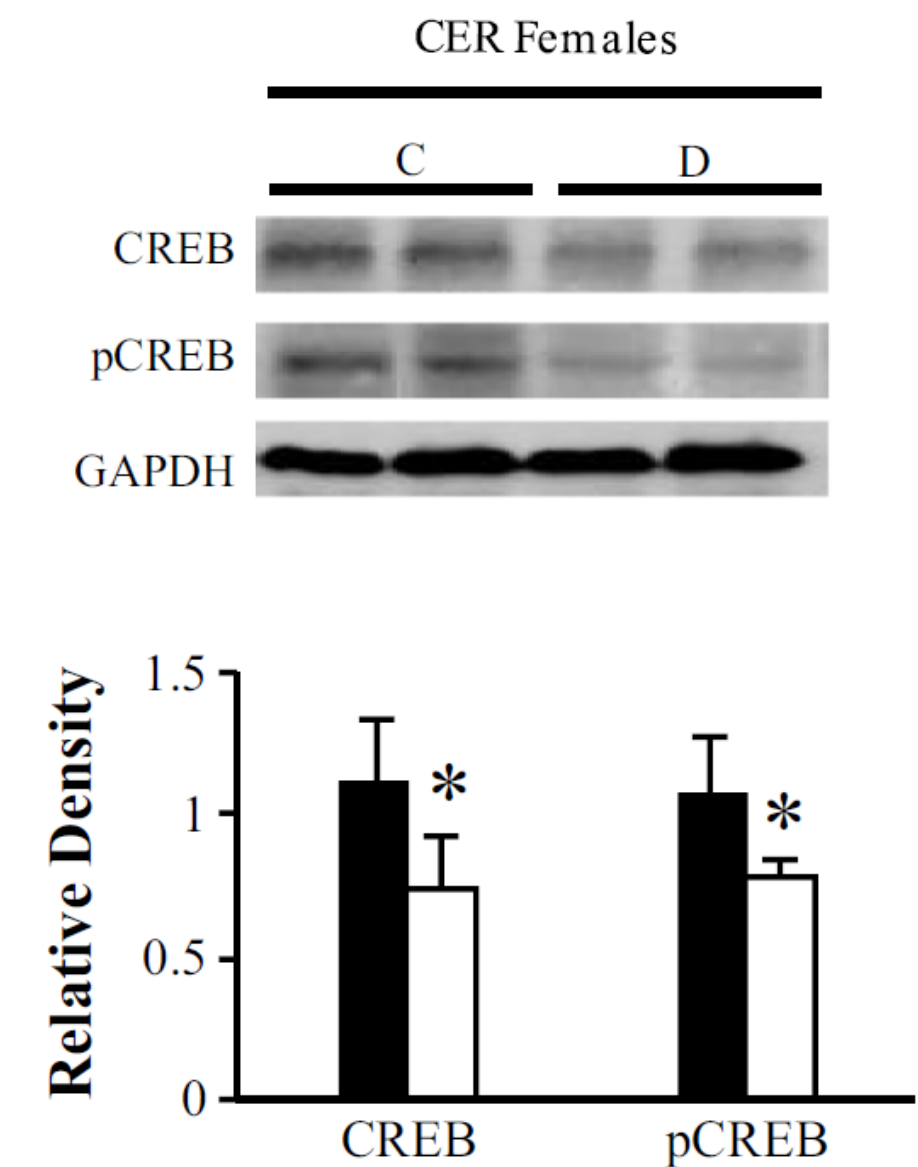 CER Females
C D
CREB
pCREB
GAPDH
Relative Density
1.5
1
0.5
0
* *
CREB pCREB